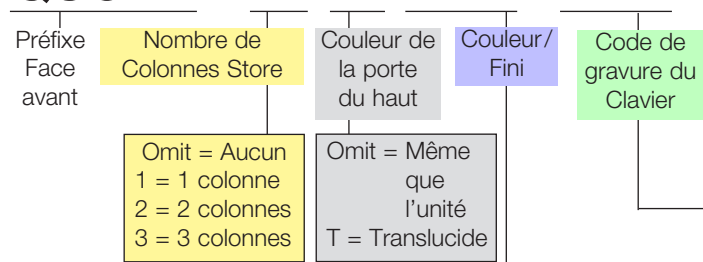 Préfixe
Face
avant
Nombre de
Colonnes Store
Couleur de
la porte
du haut
Couleur/
Fini
Code de
gravure du
Clavier
Omit = Aucun
1 = 1 colonne
2 = 2 colonnes
3 = 3 colonnes
Omit = Même
que
l'unité
T = Translucide